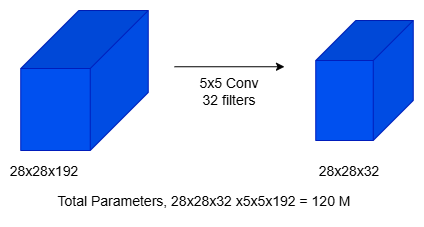 5x5 Conv
32 filters
28x28x192
28x28x32
Total Parameters, 28x28x32 x5x5x192 = 120 M